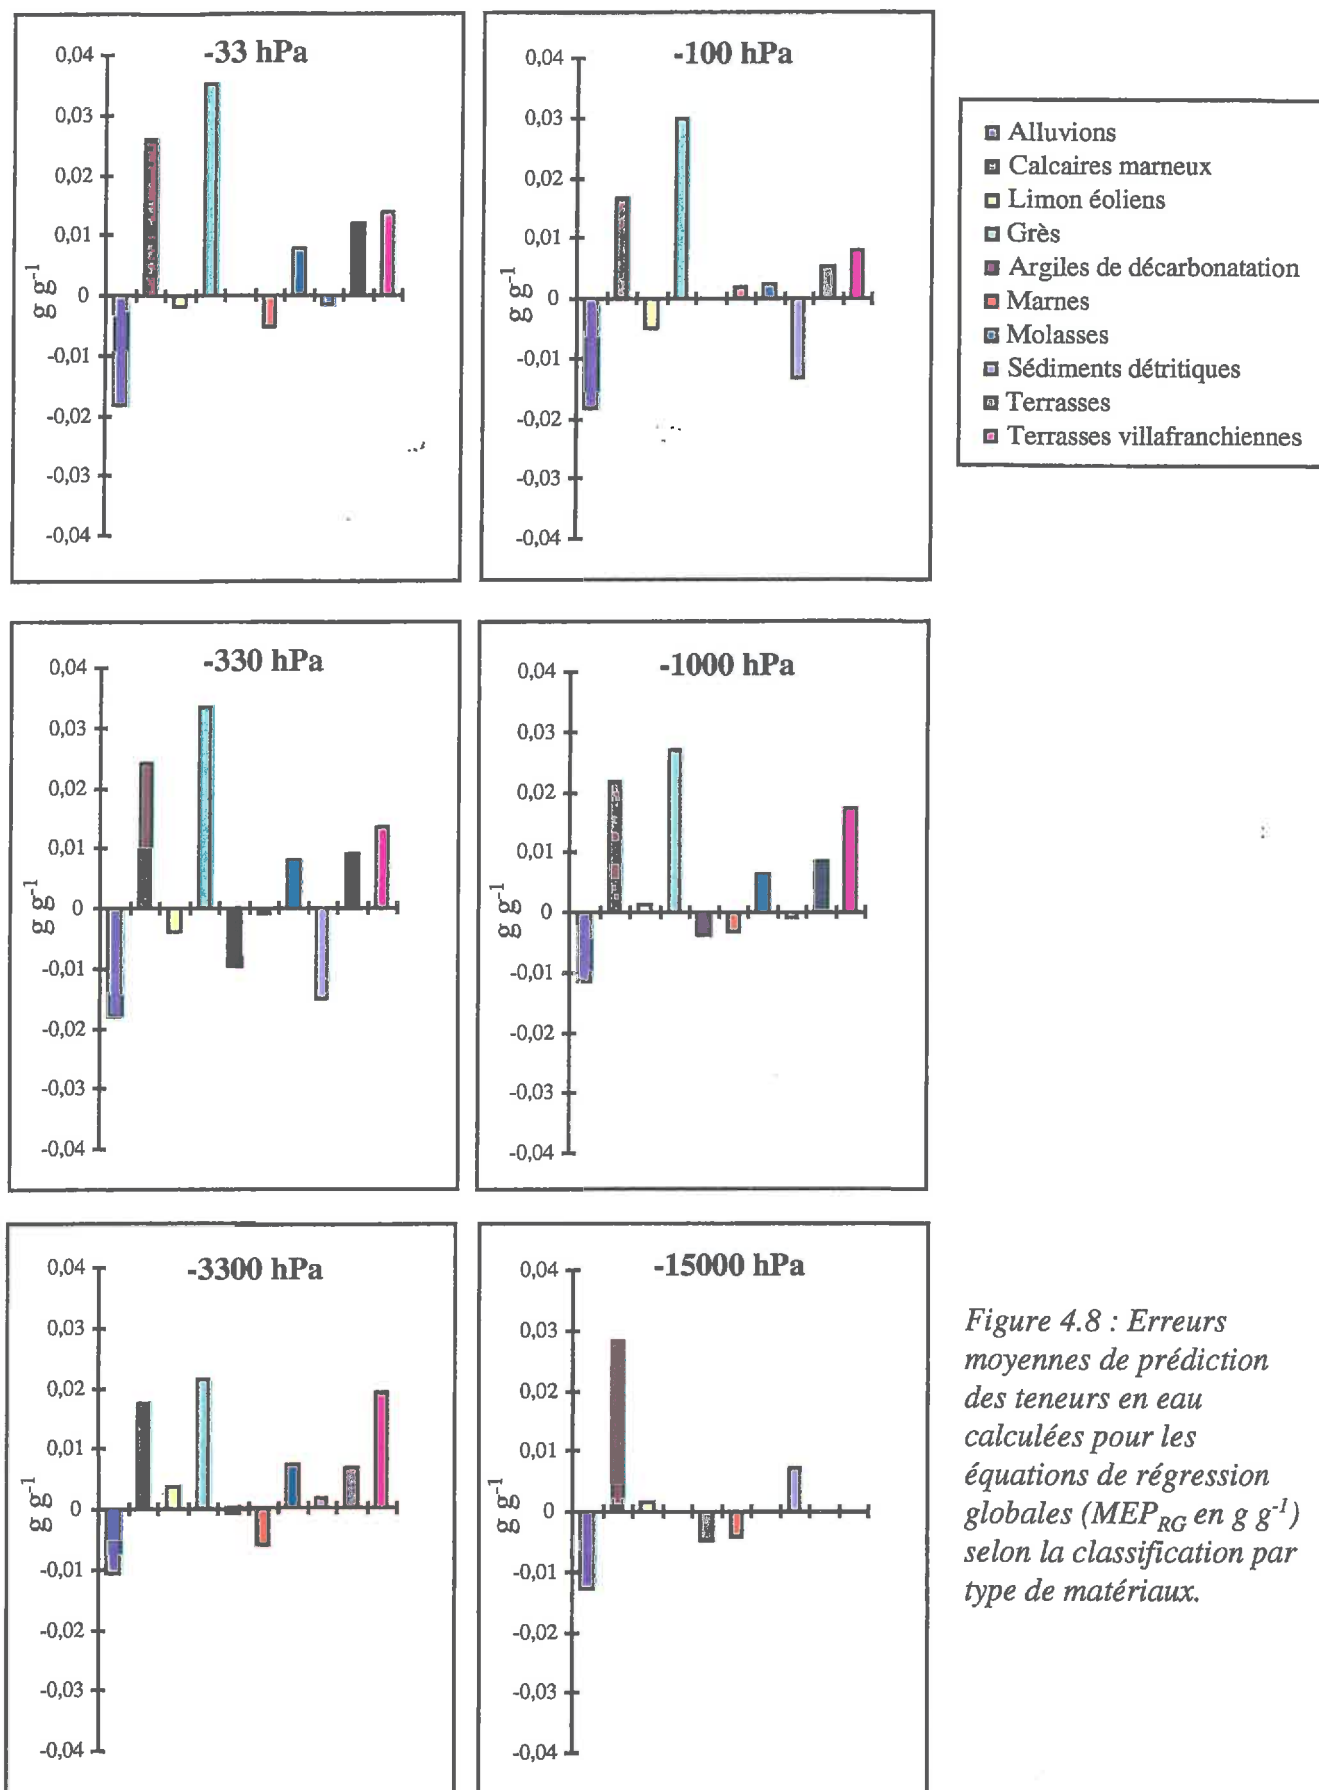 -33 hPa
0,04
0,03
0,02
0,01
0
-0,01
-0,02
-0,03
-0,04
g g-1
-100 hPa
0,04
0,03
0,02
0,01
0
-0,01
-0,02
-0,03
-0,04
g g-1
Alluvions
Calcaires marneux
Limon éoliens
Grès
Argiles de décarbonatation
Marnes
Molasses
Sédiments détritiques
Terrasses
Terrasses villafranchiennes
-330 hPa
0,04
0,03
0,02
0,01
0
-0,01
-0,02
-0,03
-0,04
g g-1
-1000 hPa
0,04
0,03
0,02
0,01
0
-0,01
-0,02
-0,03
-0,04
g g-1
-3300 hPa
0,04
0,03
0,02
0,01
0
-0,01
-0,02
-0,03
-0,04
g g-1
-15000 hPa
0,04
0,03
0,02
0,01
0
-0,01
-0,02
-0,03
-0,04
g g-1
Figure 4.8 : Erreurs
moyennes de prédiction
des teneurs en eau
calculées pour les
équations de régression
globales (MEPRG en g g-1)
selon la classification par
type de matériaux.